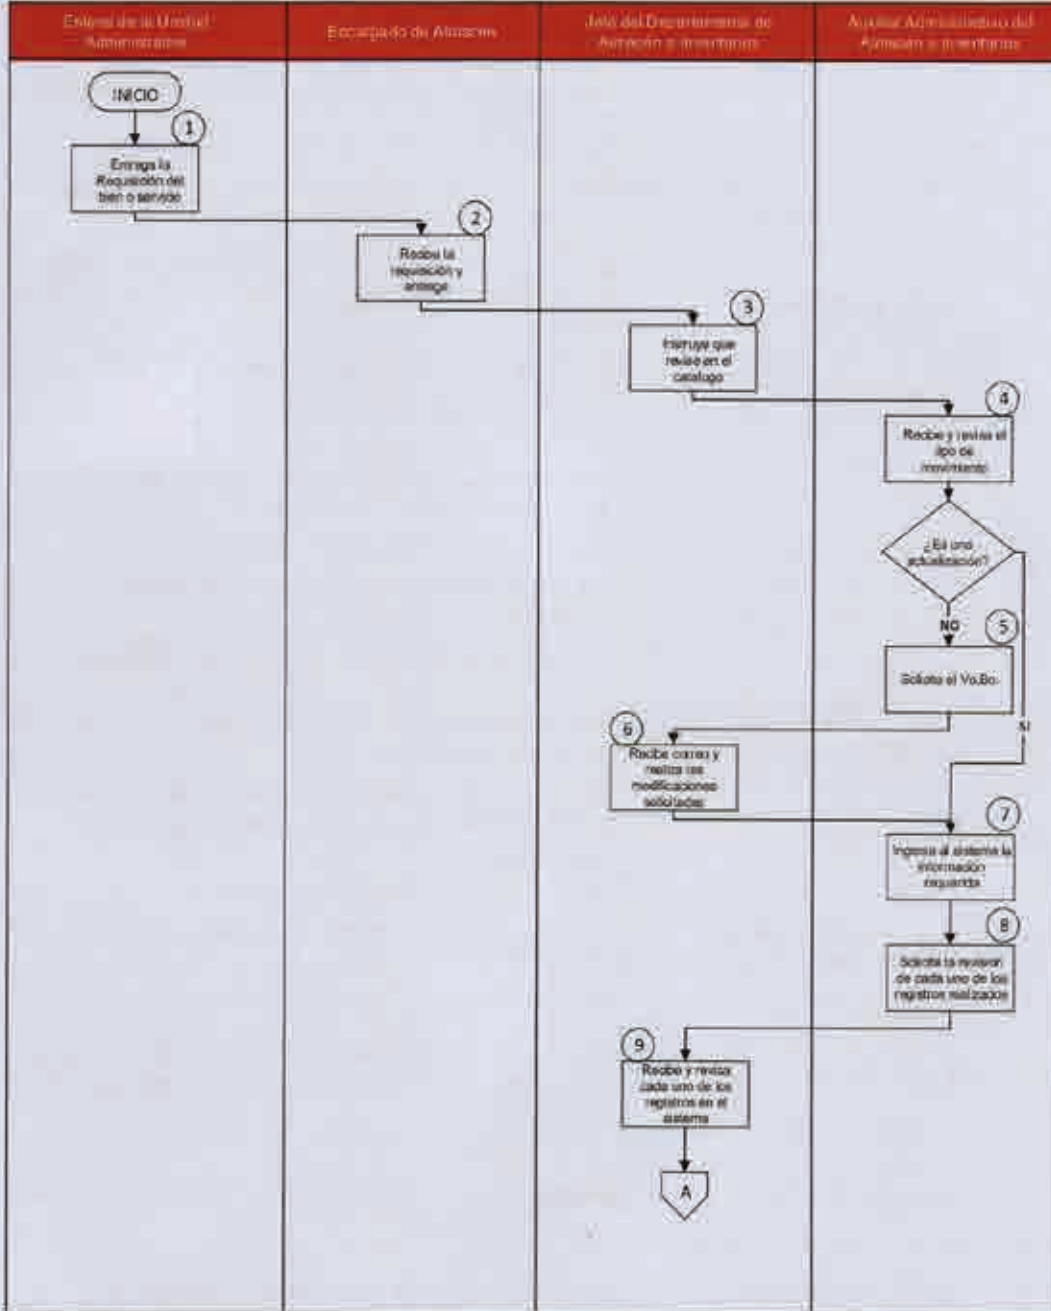 Enlace de la Unidad
Administrativa
Encargado de Almacén
Jefe del Departamento de
Almacén e Inventarios
Auxiliar Administrativo del
Almacén e Inventarios
INICIO
1
Entrega la
Requisición del
bien o servicio
2
Recibe la
requisición y
entrega
3
Instruye que
revise en el
catalogo
4
Recibe y revisa el
tipo de
movimiento
¿Es una
actualización?
NO
5
Solicita el Vo.Bo.
SI
6
Recibe correo y
realiza las
modificaciones
solicitadas
7
Ingresa al sistema la
información
requerida
8
Solicita la revisión
de cada uno de los
registros realizados
9
Recibe y revisa
cada uno de los
registros en el
sistema
A